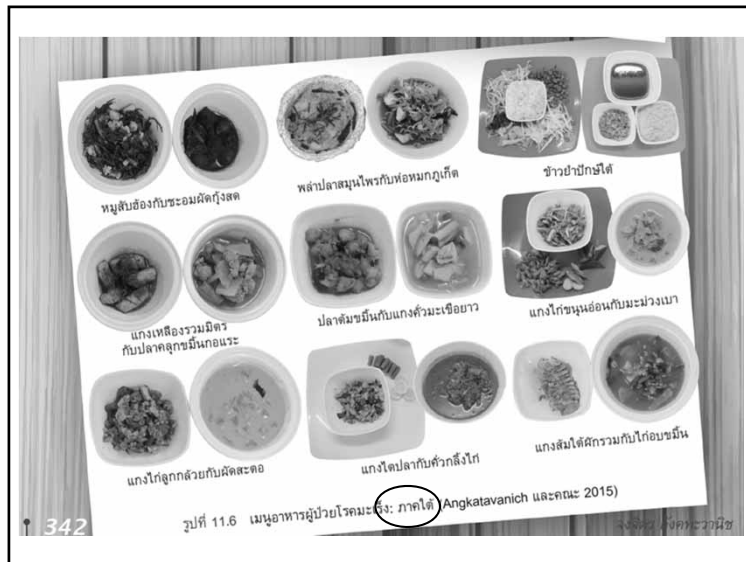 หมูสับฮ้องกับชะอมผัดกุ้งสด
พล่าปลาสมุนไพรกับห่อหมกภูเก็ต
ข้าวยำปักษ์ใต้
แกงเหลืองรวมมิตร
กับปลาคลุกขมิ้นกอแระ
ปลาต้มขมิ้นกับแกงคั่วมะเขือยาว
แกงไก่ขนุนอ่อนกับมะม่วงเบา
แกงไก่ลูกกล้วยกับผัดสะตอ
แกงไตปลากับคั่วกลิ้งไก่
แกงส้มใต้ผักรวมกับไก่อบขมิ้น
รูปที่ 11.6 เมนูอาหารผู้ป่วยโรคมะเร็ง: ภาคใต้ (Angkatavanich และคณะ 2015)
342
อังคทะวานิช